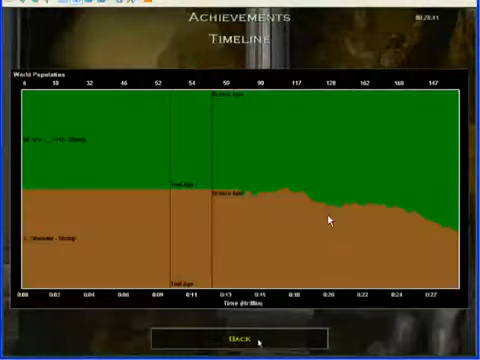 ACHIEVEMENTS
00:28:41
TIMELINE
World Population
0 18 32 44 52 54 59 90 117 128 162 168 147
Bronze Age
Tool Age
Bronze Age
Tool Age
0:00 0:02 0:04 0:06 0:09 0:11 0:13 0:15 0:18 0:20 0:22 0:24 0:27
Time (Hr:Min)
BACK